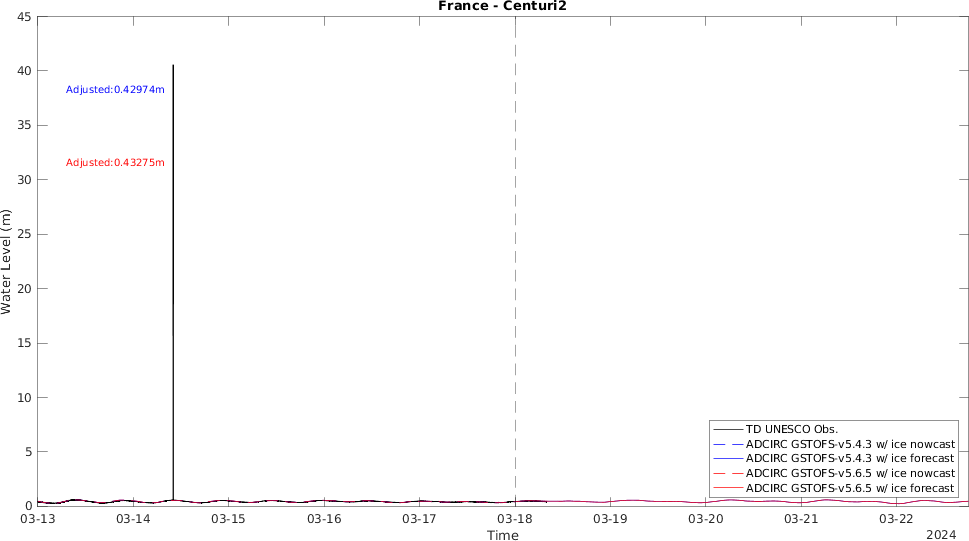 France - Centuri2
45
40
35
30
25
20
15
10
5
0
Water Level (m)
Adjusted:0.42974m
Adjusted:0.43275m
TD UNESCO Obs.
ADCIRC GSTOFS-v5.4.3 w/ ice nowcast
ADCIRC GSTOFS-v5.4.3 w/ ice forecast
ADCIRC GSTOFS-v5.6.5 w/ ice nowcast
ADCIRC GSTOFS-v5.6.5 w/ ice forecast
03-13 03-14 03-15 03-16 03-17 03-18 03-19 03-20 03-21 03-22
Time
2024